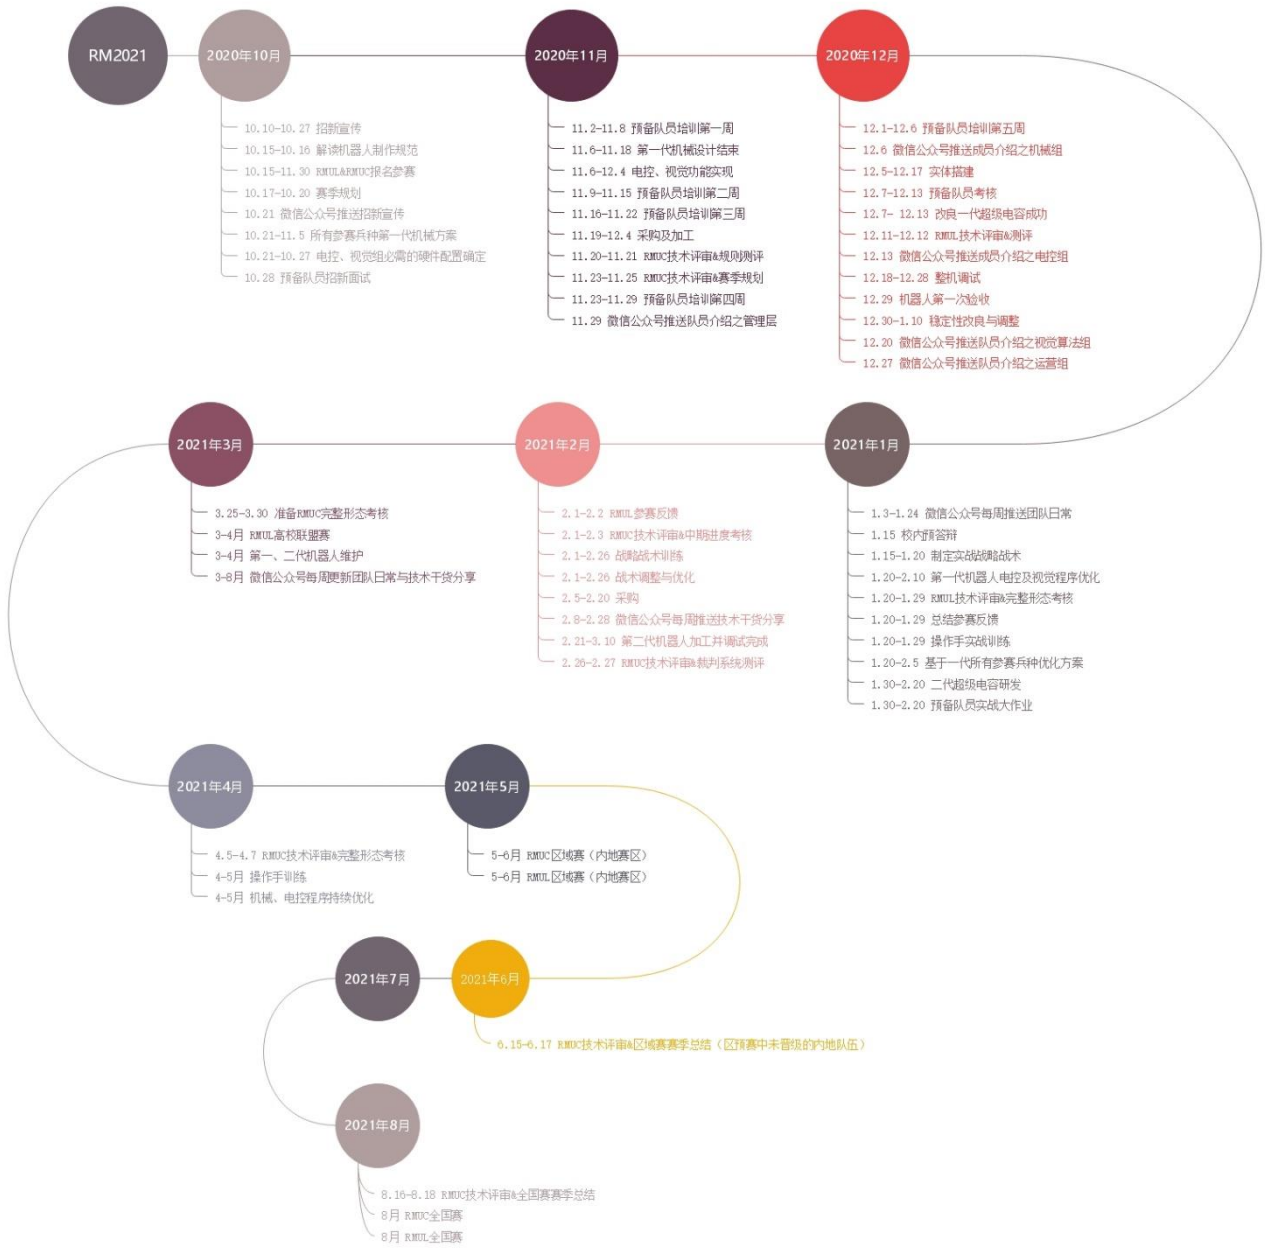 RM2021
2020年10月
10.10-10.27 招新宣传
10.15-10.16 解读机器人制作规范
10.15-11.30 RMUL&RMUC报名参赛
10.17-10.20 赛季规划
10.21 微信公众号推送招新宣传
10.21-11.5 所有参赛兵种第一代机械方案
10.21-10.27 电控、视觉组必需的硬件配置确定
10.28 预备队员招新面试
2020年11月
11.2-11.8 预备队员培训第一周
11.6-11.18 第一代机械设计结束
11.6-12.4 电控、视觉功能实现
11.9-11.15 预备队员培训第二周
11.16-11.22 预备队员培训第三周
11.19-12.4 采购及加工
11.20-11.21 RMUC技术评审&规则测评
11.23-11.25 RMUC技术评审&赛季规划
11.23-11.29 预备队员培训第四周
11.29 微信公众号推送队员介绍之管理层
2020年12月
12.1-12.6 预备队员培训第五周
12.6 微信公众号推送成员介绍之机械组
12.5-12.17 实体搭建
12.7-12.13 预备队员考核
12.7- 12.13 改良一代超级电容成功
12.11-12.12 RMUL技术评审&测评
12.13 微信公众号推送成员介绍之电控组
12.18-12.28 整机调试
12.29 机器人第一次验收
12.30-1.10 稳定性改良与调整
12.20 微信公众号推送队员介绍之视觉算法组
12.27 微信公众号推送队员介绍之运营组
2021年1月
1.3-1.24 微信公众号每周推送团队日常
1.15 校内预答辩
1.15-1.20 制定实战战略战术
1.20-2.10 第一代机器人电控及视觉程序优化
1.20-1.29 RMUL技术评审&完整形态考核
1.20-1.29 总结参赛反馈
1.20-1.29 操作手实战训练
1.20-2.5 基于一代所有参赛兵种优化方案
1.30-2.20 二代超级电容研发
1.30-2.20 预备队员实战大作业
2021年2月
2.1-2.2 RMUL参赛反馈
2.1-2.3 RMUC技术评审&中期进度考核
2.1-2.26 战略战术训练
2.1-2.26 战术调整与优化
2.5-2.20 采购
2.8-2.28 微信公众号每周推送技术干货分享
2.21-3.10 第二代机器人加工并调试完成
2.26-2.27 RMUC技术评审&裁判系统测评
2021年3月
3.25-3.30 准备RMUC完整形态考核
3-4月 RMUL高校联盟赛
3-4月 第一、二代机器人维护
3-8月 微信公众号每周更新团队日常与技术干货分享
2021年4月
4.5-4.7 RMUC技术评审&完整形态考核
4-5月 操作手训练
4-5月 机械、电控程序持续优化
2021年5月
5-6月 RMUC区域赛（内地赛区）
5-6月 RMUL区域赛（内地赛区）
2021年6月
6.15-6.17 RMUC技术评审&区域赛赛季总结（区预赛中未晋级的内地队伍）
2021年7月
2021年8月
8.16-8.18 RMUC技术评审&全国赛赛季总结
8月 RMUC全国赛
8月 RMUL全国赛